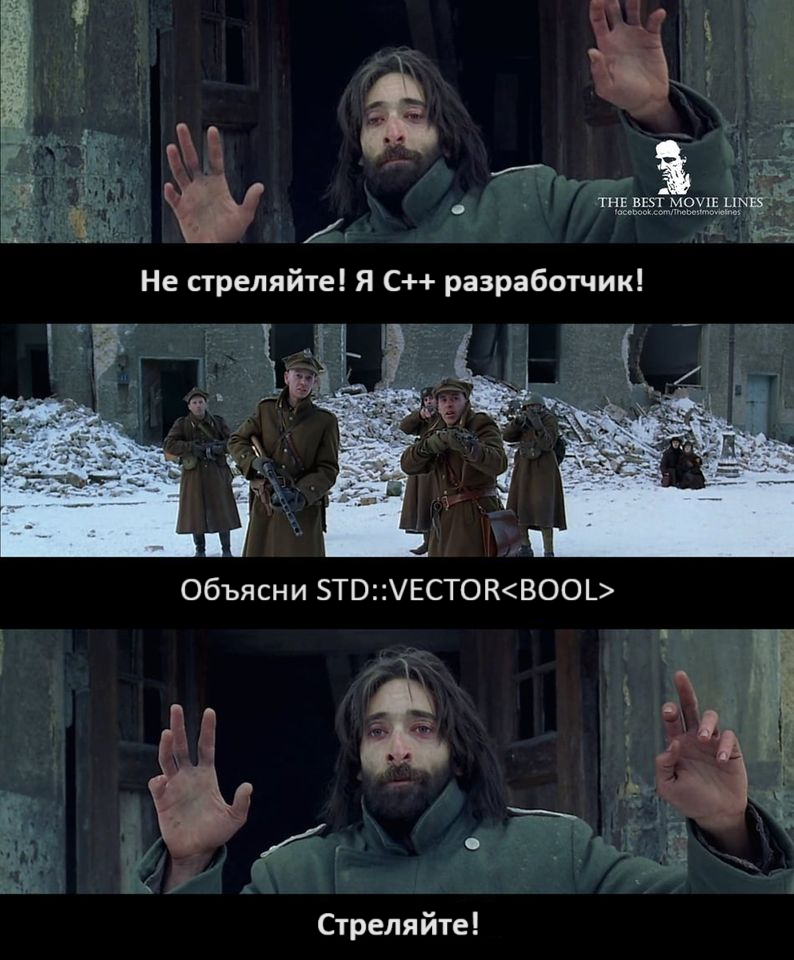 THE BEST MOVIE LINES
facebook.com/Thebestmovielines
Не стреляйте! Я C++ разработчик!
Объясни STD::VECTOR<BOOL>
Стреляйте!